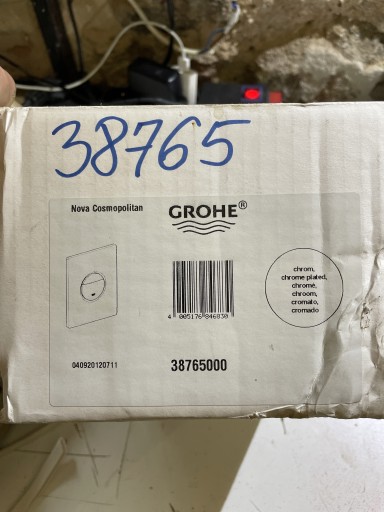 38765
Nova Cosmopolitan
GROHE®
chrom,
chrome plated,
chromé,
chroom,
cromato,
cromado
4 005176 846830
040920120711
38765000